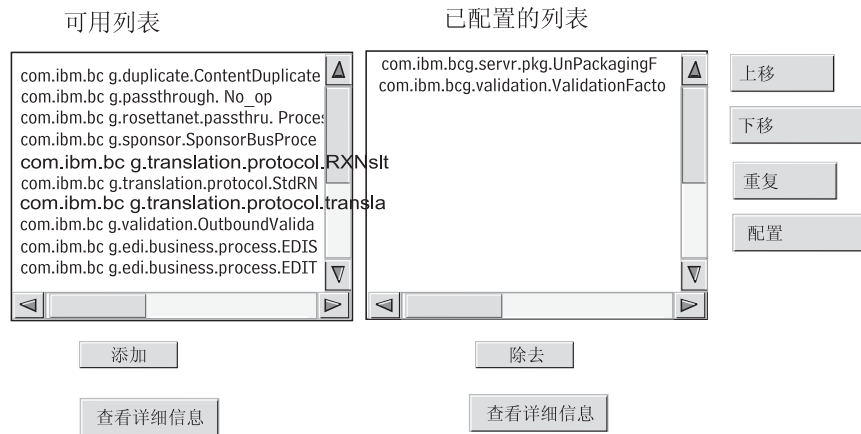 可用列表
com.ibm.bc g.duplicate.ContentDuplicate
com.ibm.bc g.passthrough. No_op
com.ibm.bc g.rosettanet.passthru. Proces
com.ibm.bc g.sponsor.SponsorBusProce
com.ibm.bc g.translation.protocol.RXNslt
com.ibm.bc g.translation.protocol.StdRN
com.ibm.bc g.translation.protocol.transla
com.ibm.bc g.validation.OutboundValida
com.ibm.bc g.edi.business.process.EDIS
com.ibm.bc g.edi.business.process.EDIT
添加
查看详细信息
已配置的列表
com.ibm.bcg.servr.pkg.UnPackagingF
com.ibm.bcg.validation.ValidationFacto
除去
查看详细信息
上移
下移
重复
配置